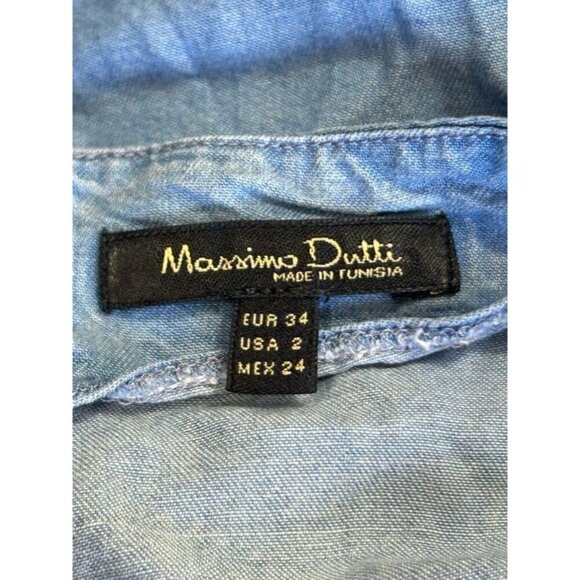 Massimo Dutti
MADE IN TUNISIA
EUR 34
USA 2
MEX 24